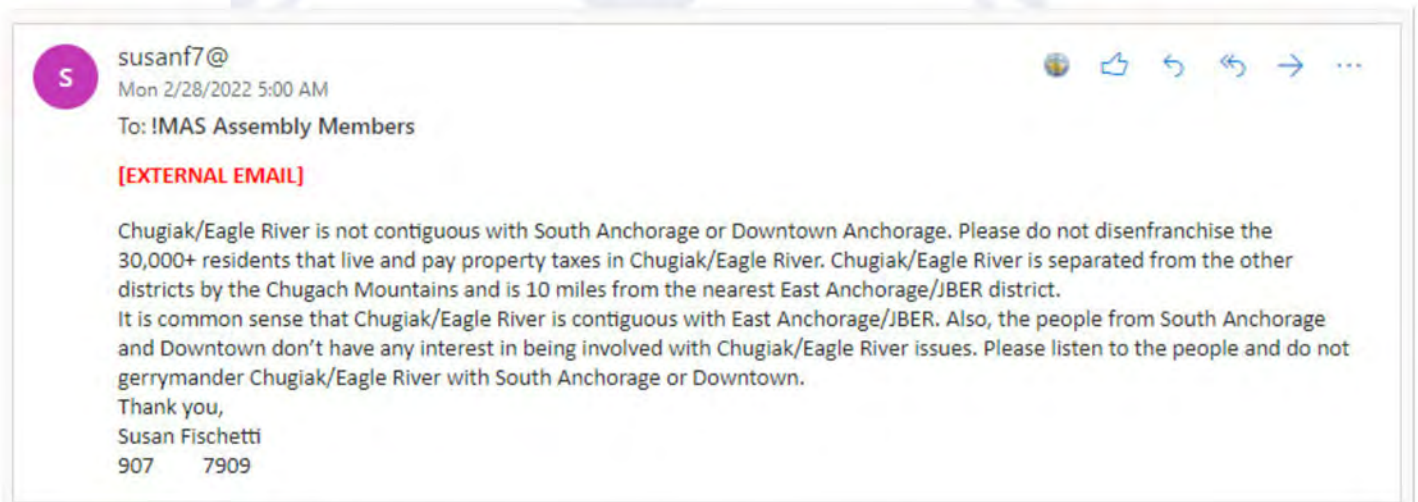 S
susanf7@
Mon 2/28/2022 5:00 AM
To: !MAS Assembly Members
[EXTERNAL EMAIL]
Chugiak/Eagle River is not contiguous with South Anchorage or Downtown Anchorage. Please do not disenfranchise the
30,000+ residents that live and pay property taxes in Chugiak/Eagle River. Chugiak/Eagle River is separated from the other
districts by the Chugach Mountains and is 10 miles from the nearest East Anchorage/JBER district.
It is common sense that Chugiak/Eagle River is contiguous with East Anchorage/JBER. Also, the people from South Anchorage
and Downtown don't have any interest in being involved with Chugiak/Eagle River issues. Please listen to the people and do not
gerrymander Chugiak/Eagle River with South Anchorage or Downtown.
Thank you,
Susan Fischetti
907 7909